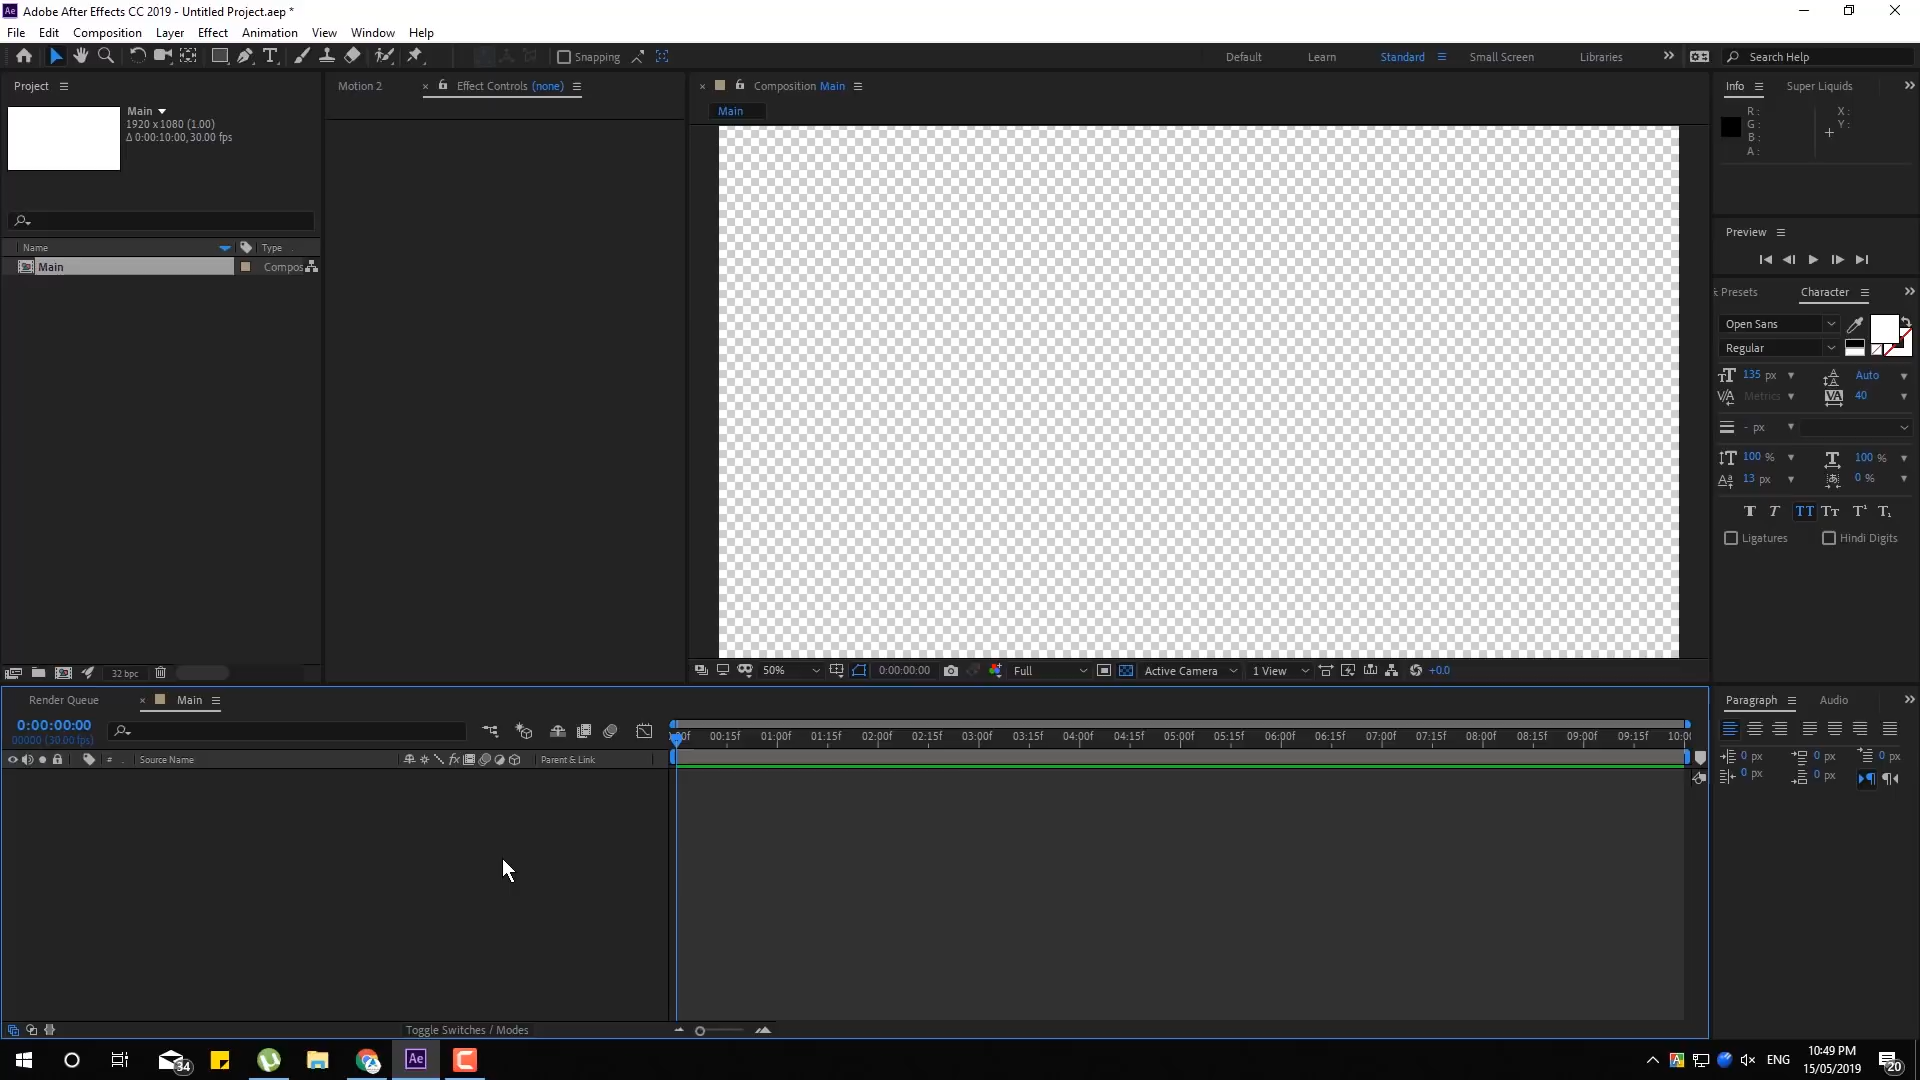 Adobe After Effects CC 2019 - Untitled Project.aep *
File Edit Composition Layer Effect Animation View Window Help
Snapping Default Learn Standard Small Screen Libraries Search Help
Project Motion 2 Effect Controls (none) Composition Main Info Super Liquids
Main
1920 x 1080 (1.00)
Δ 0:00:10:00, 30.00 fps
Main
R :
G :
B :
A :
X :
Y :
Name Type
Main Compos
Preview
Presets Character
Open Sans
Regular
135 px Auto
Metrics 40
- px
100 % 100 %
13 px 0 %
Ligatures Hindi Digits
32 bpc
50% 0:00:00:00 Full Active Camera 1 View +0.0
Render Queue Main
0:00:00:00
00000 (30.00 fps)
:00f 00:15f 01:00f 01:15f 02:00f 02:15f 03:00f 03:15f 04:00f 04:15f 05:00f 05:15f 06:00f 06:15f 07:00f 07:15f 08:00f 08:15f 09:00f 09:15f 10:0
# Source Name Parent & Link
Paragraph Audio
0 px 0 px 0 px
0 px 0 px
Toggle Switches / Modes
34 Ae ENG
10:49 PM
15/05/2019
20